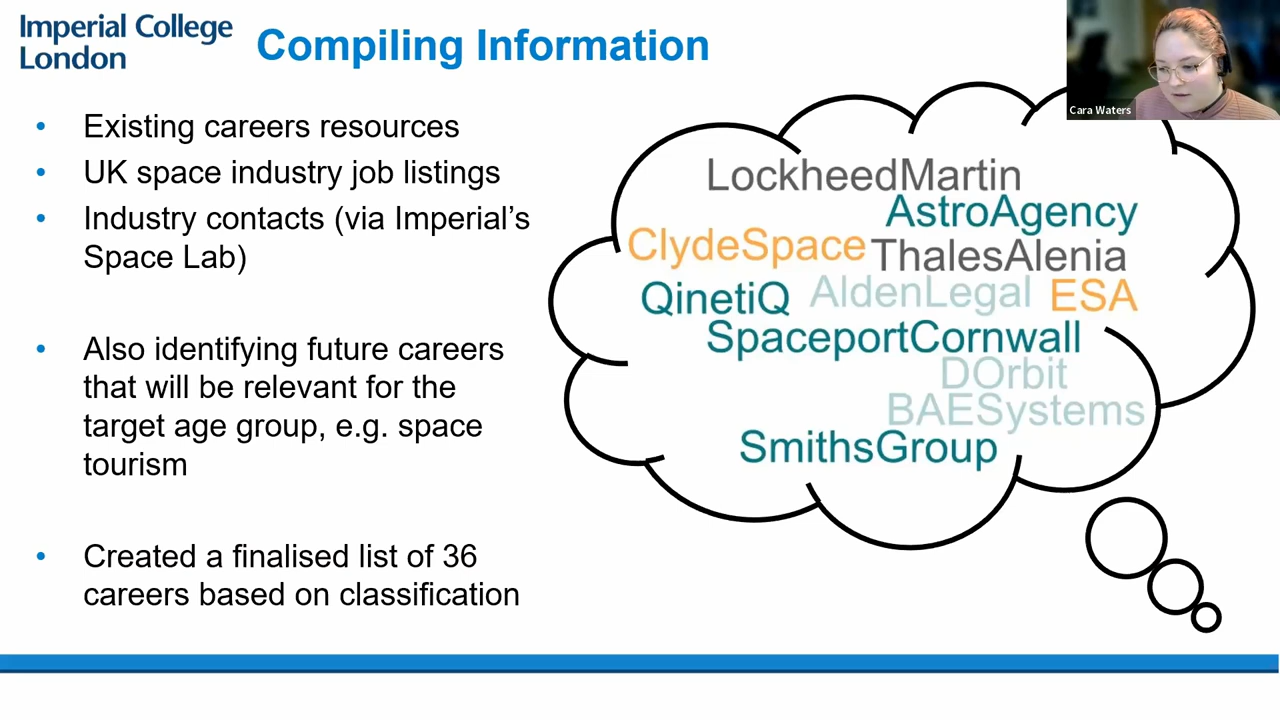 Imperial College
London
Compiling Information
Cara Waters
• Existing careers resources
• UK space industry job listings
• Industry contacts (via Imperial’s
Space Lab)
• Also identifying future careers
that will be relevant for the
target age group, e.g. space
tourism
• Created a finalised list of 36
careers based on classification
LockheedMartin
AstroAgency
ClydeSpace ThalesAlenia
QinetiQ AldenLegal ESA
SpaceportCornwall
DOrbit
BAESystems
SmithsGroup